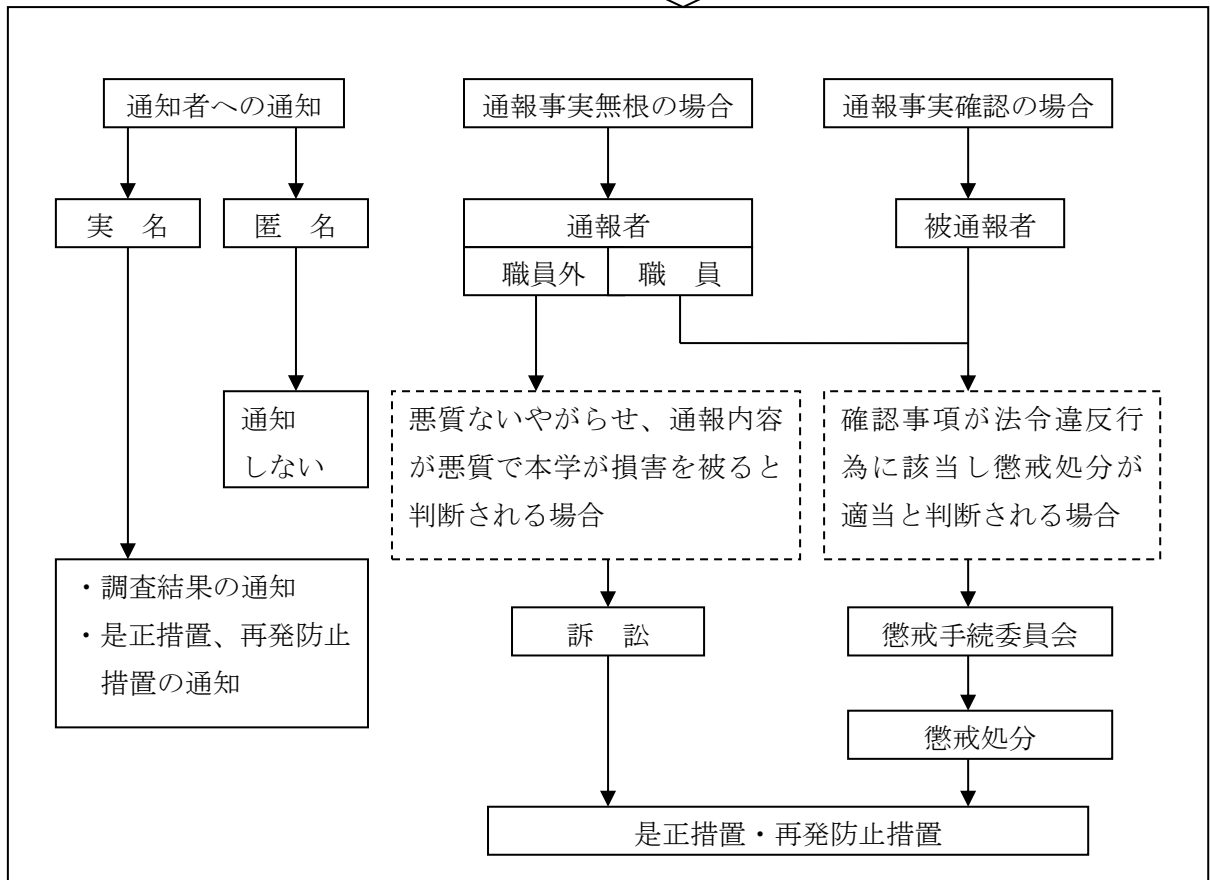 通知者への通知
通報事実無根の場合
通報事実確認の場合
実　名
匿　名
通報者
職員外
職　員
被通報者
通知
しない
悪質ないやがらせ、通報内容
が悪質で本学が損害を被ると
判断される場合
確認事項が法令違反行
為に該当し懲戒処分が
適当と判断される場合
・調査結果の通知
・是正措置、再発防止
措置の通知
訴　訟
懲戒手続委員会
懲戒処分
是正措置・再発防止措置